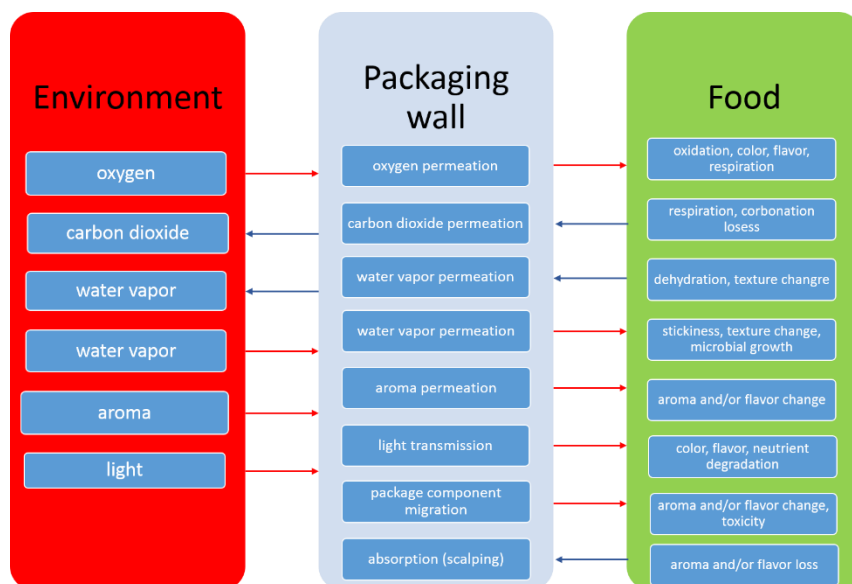 Environment
oxygen
carbon dioxide
water vapor
water vapor
aroma
light
Packaging
wall
oxygen permeation
carbon dioxide permeation
water vapor permeation
water vapor permeation
aroma permeation
light transmission
package component
migration
absorption (scalping)
Food
oxidation, color, flavor,
respiration
respiration, corbonation
losess
dehydration, texture changre
stickiness, texture change,
microbial growth
aroma and/or flavor change
color, flavor, neutrient
degradation
aroma and/or flavor change,
toxicity
aroma and/or flavor loss